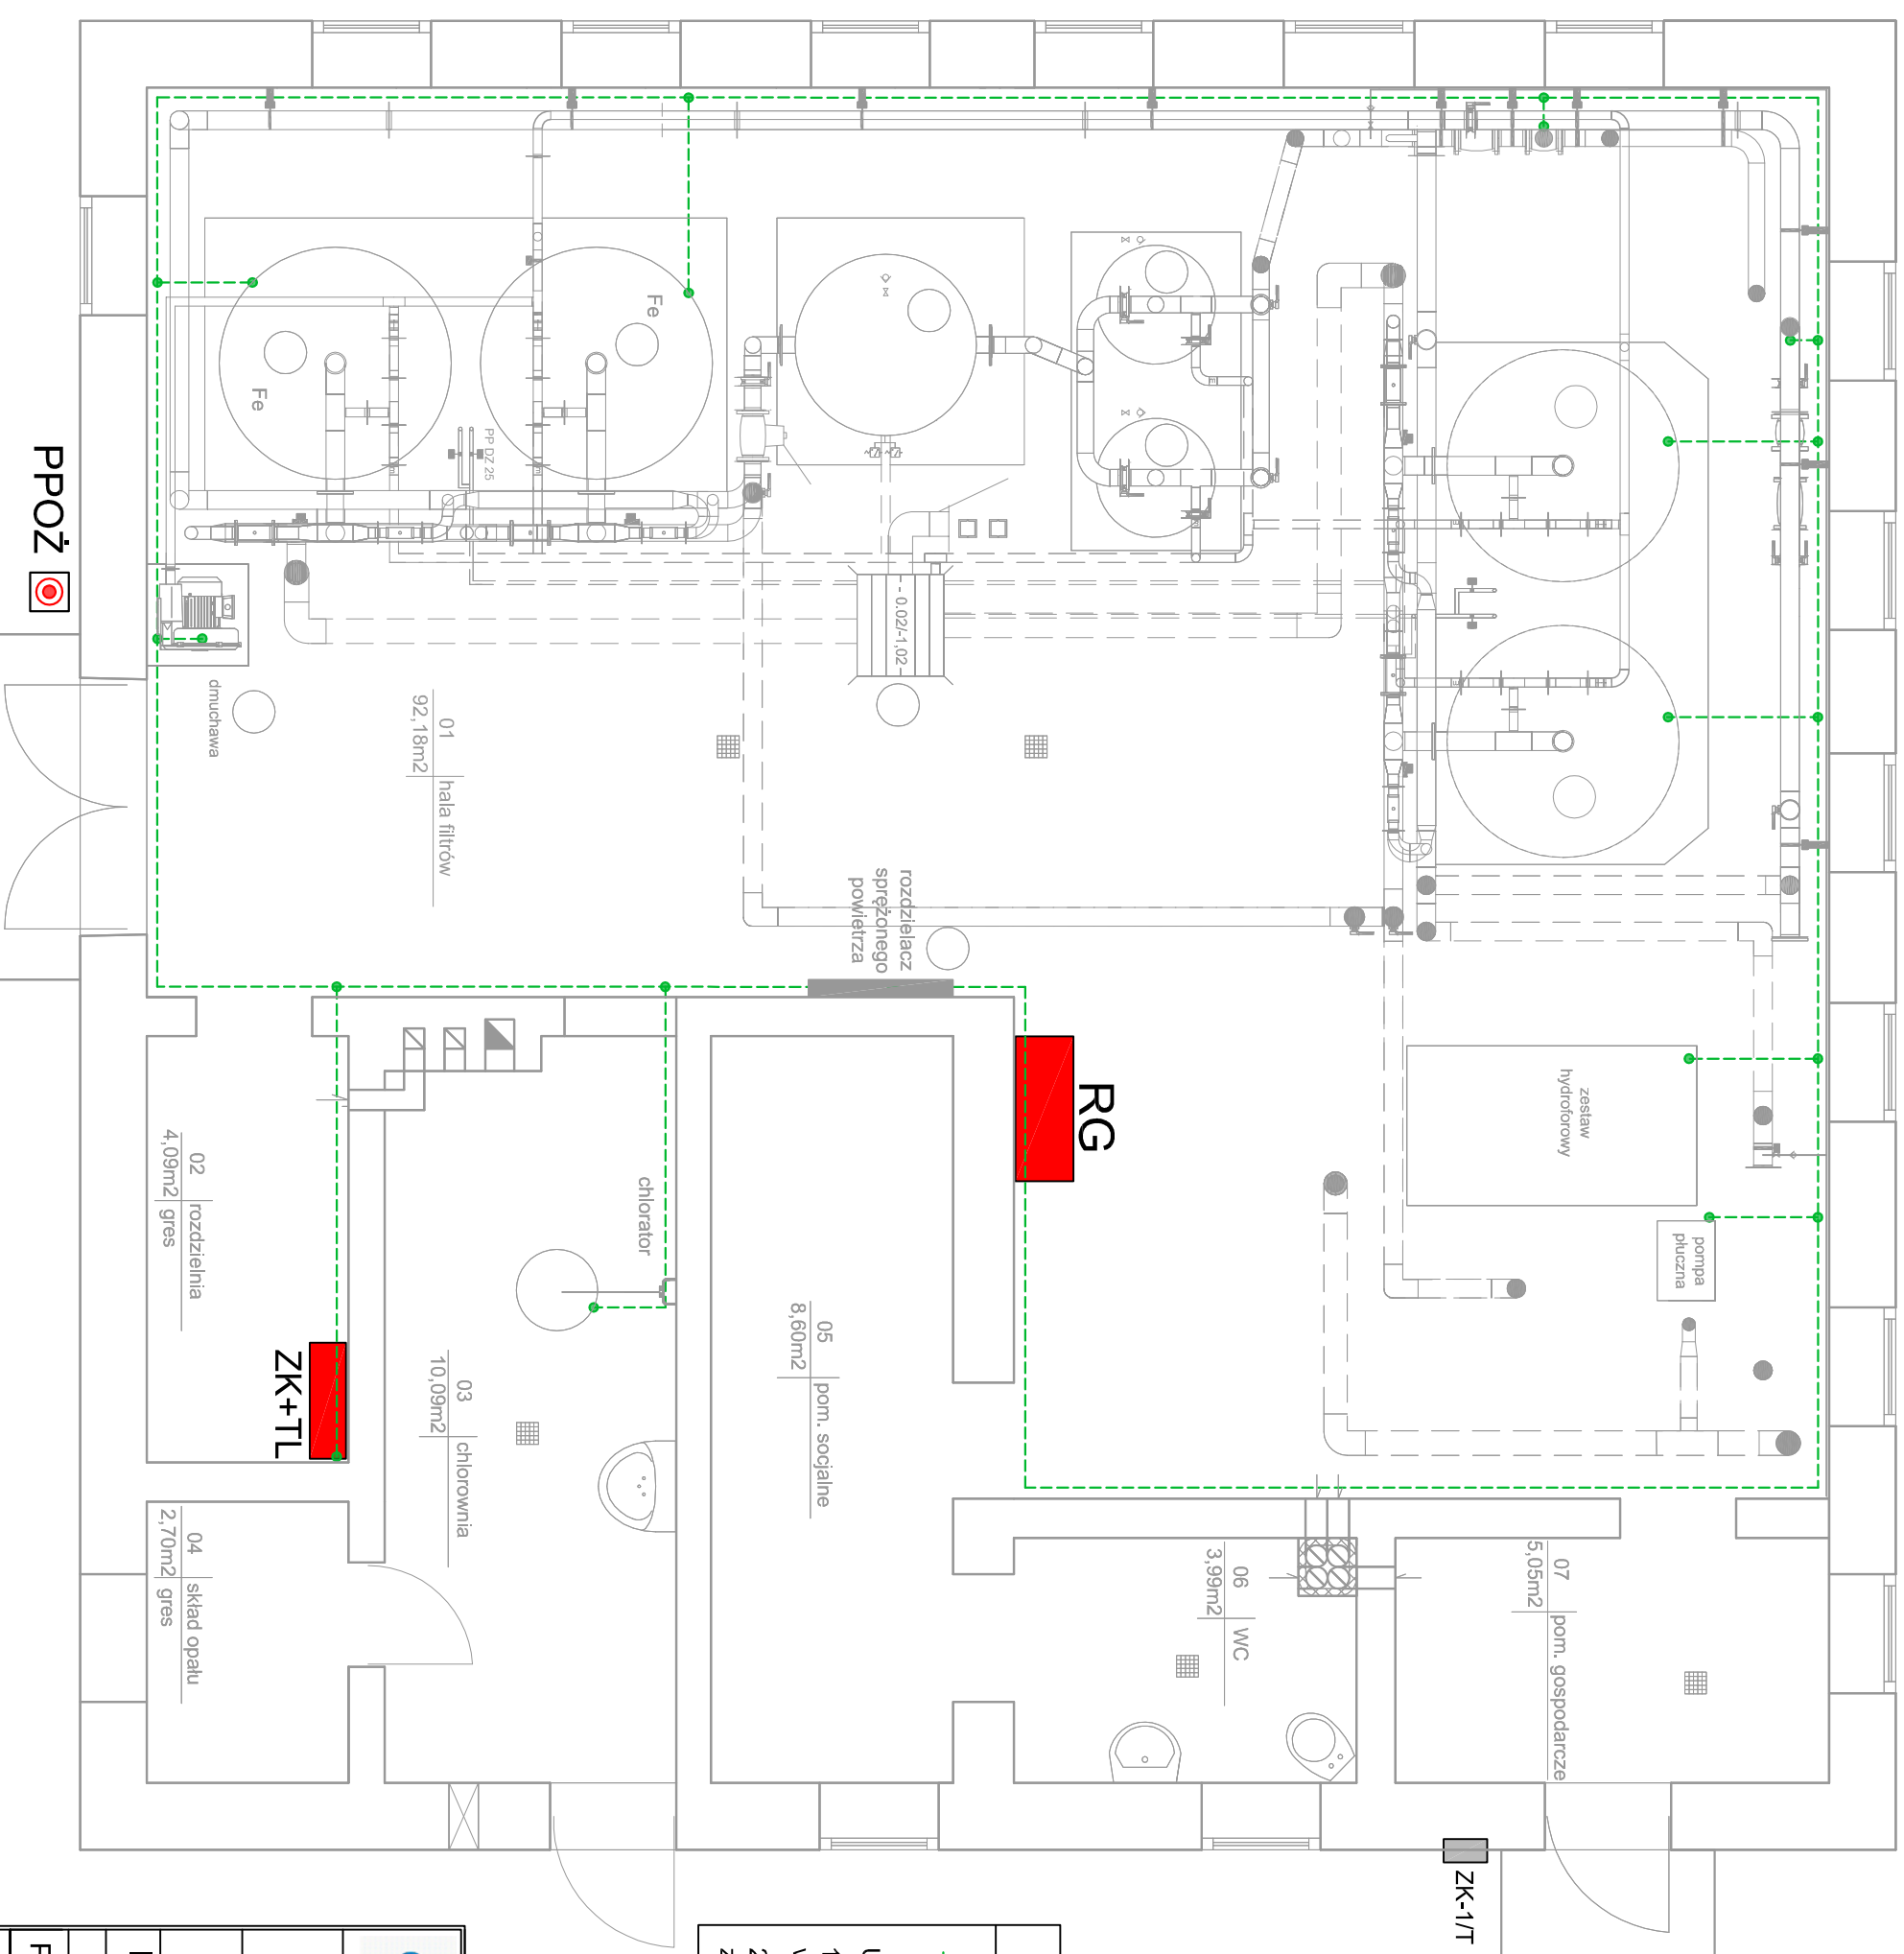 PPOŻ
Fe
Fe
PP DZ 25
- 0.02/-1,02 -
dmuchawa
01
92,18m2
hala filtrów
rozdzielacz
sprężonego
powietrza
RG
zestaw
hydroforowy
pompa
płuczna
02
4,09m2
rozdzielnia
gres
chlorator
ZK+TL
03
10,09m2
chlorownia
04
2,70m2
skład opału
gres
05
8,60m2
pom. socjalne
06
3,99m2
WC
07
5,05m2
pom. gospodarcze
ZK-1/T